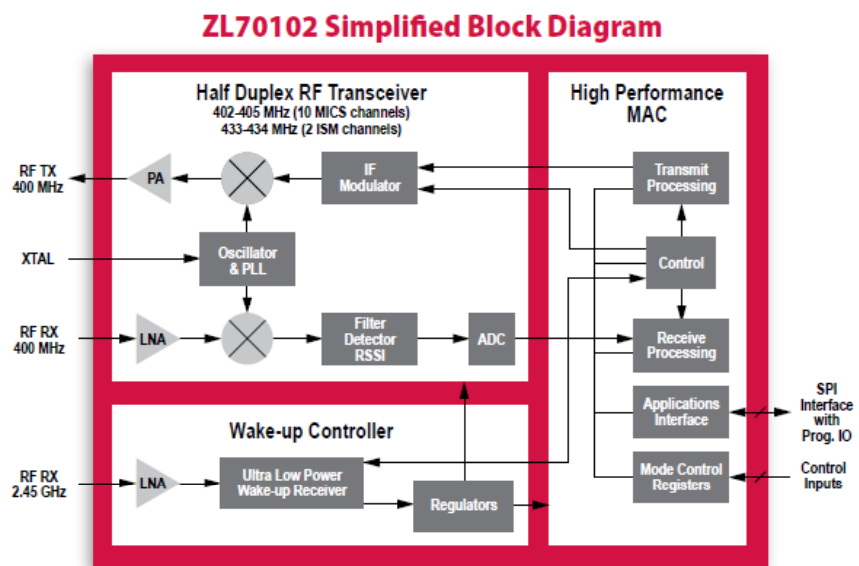 ZL70102 Simplified Block Diagram
Half Duplex RF Transceiver
402-405 MHz (10 MICS channels)
433-434 MHz (2 ISM channels)
High Performance
MAC
RF TX
400 MHz
PA
IF
Modulator
Transmit
Processing
XTAL
Oscillator
& PLL
Control
RF RX
400 MHz
LNA
Filter
Detector
RSSI
ADC
Receive
Processing
Applications
Interface
SPI
Interface
with
Prog. IO
Wake-up Controller
RF RX
2.45 GHz
LNA
Ultra Low Power
Wake-up Receiver
Regulators
Mode Control
Registers
Control
Inputs